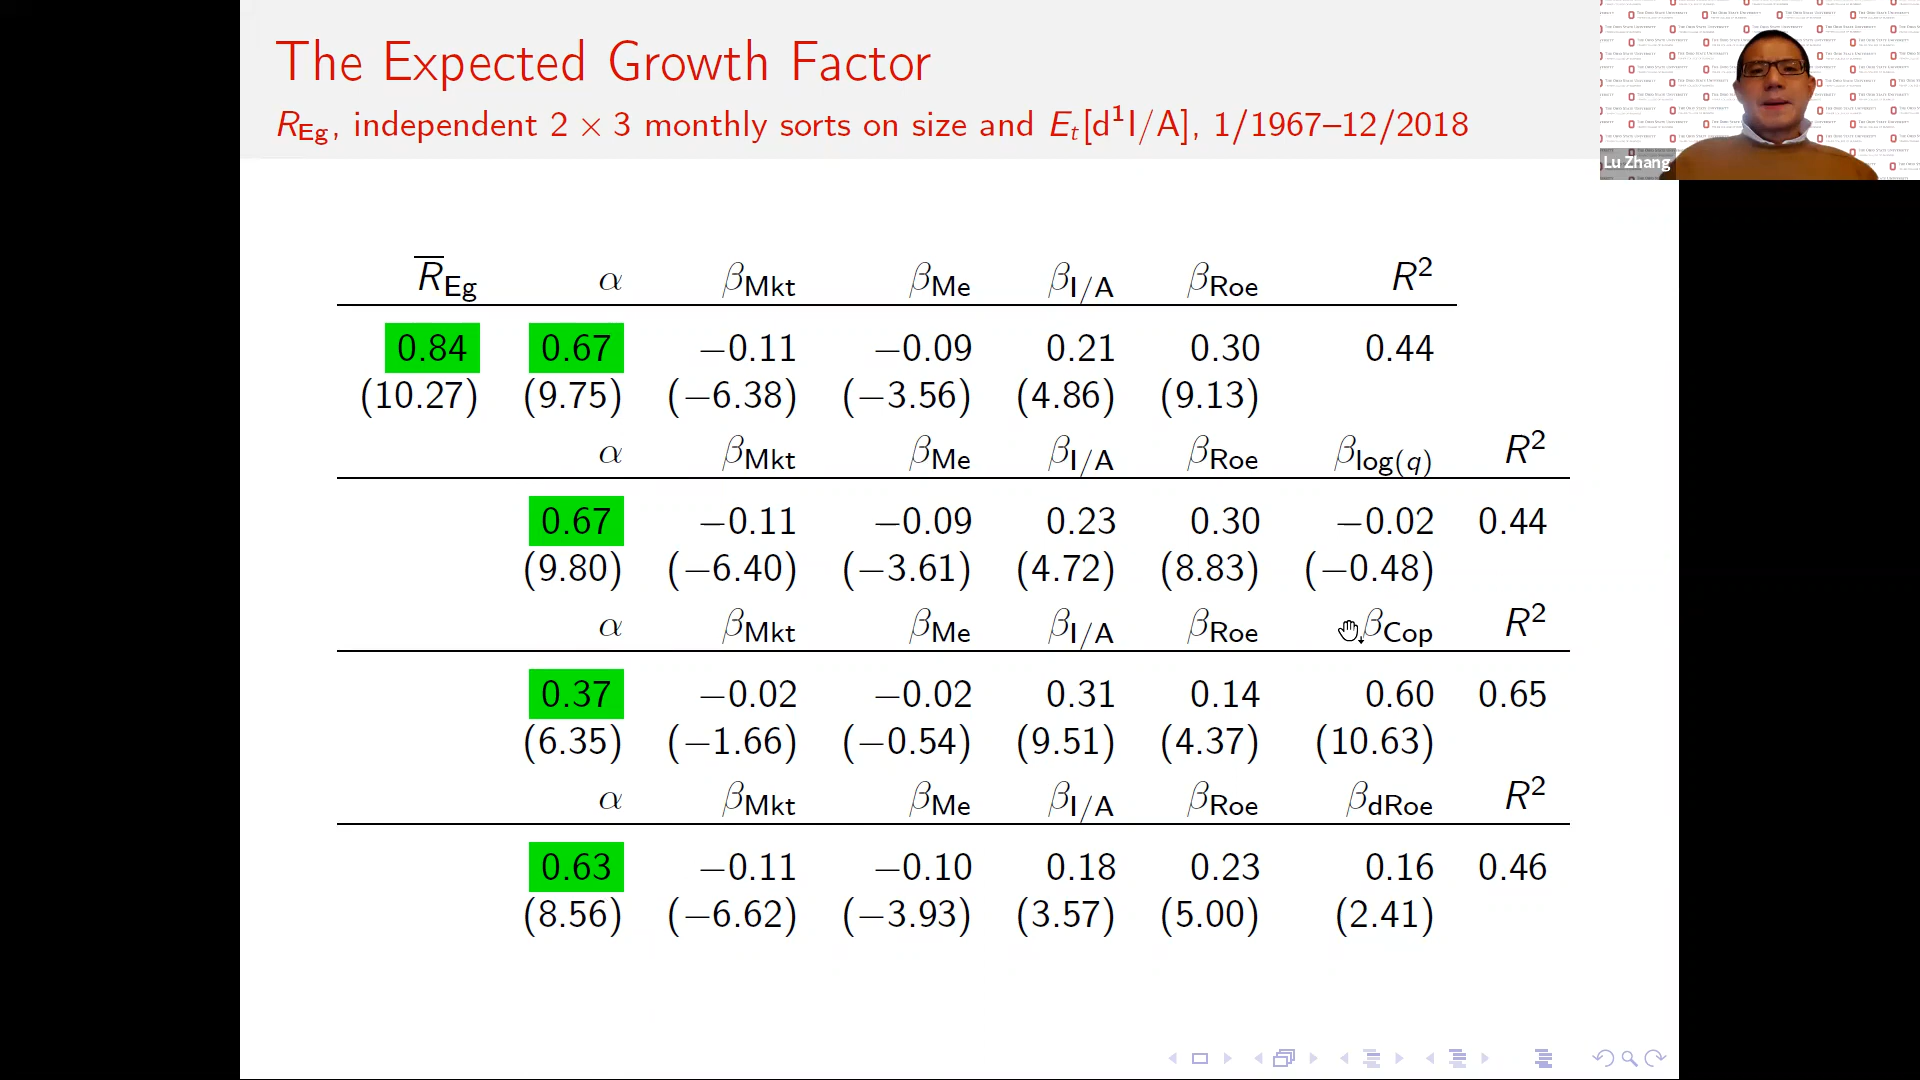 The Expected Growth Factor
R_Eg, independent 2 × 3 monthly sorts on size and E_t[d¹I/A], 1/1967–12/2018
Lu Zhang
R̅_Eg α β_Mkt β_Me β_I/A β_Roe R²
0.84 0.67 −0.11 −0.09 0.21 0.30 0.44
(10.27) (9.75) (−6.38) (−3.56) (4.86) (9.13)
α β_Mkt β_Me β_I/A β_Roe β_log(q) R²
0.67 −0.11 −0.09 0.23 0.30 −0.02 0.44
(9.80) (−6.40) (−3.61) (4.72) (8.83) (−0.48)
α β_Mkt β_Me β_I/A β_Roe β_Cop R²
0.37 −0.02 −0.02 0.31 0.14 0.60 0.65
(6.35) (−1.66) (−0.54) (9.51) (4.37) (10.63)
α β_Mkt β_Me β_I/A β_Roe β_dRoe R²
0.63 −0.11 −0.10 0.18 0.23 0.16 0.46
(8.56) (−6.62) (−3.93) (3.57) (5.00) (2.41)